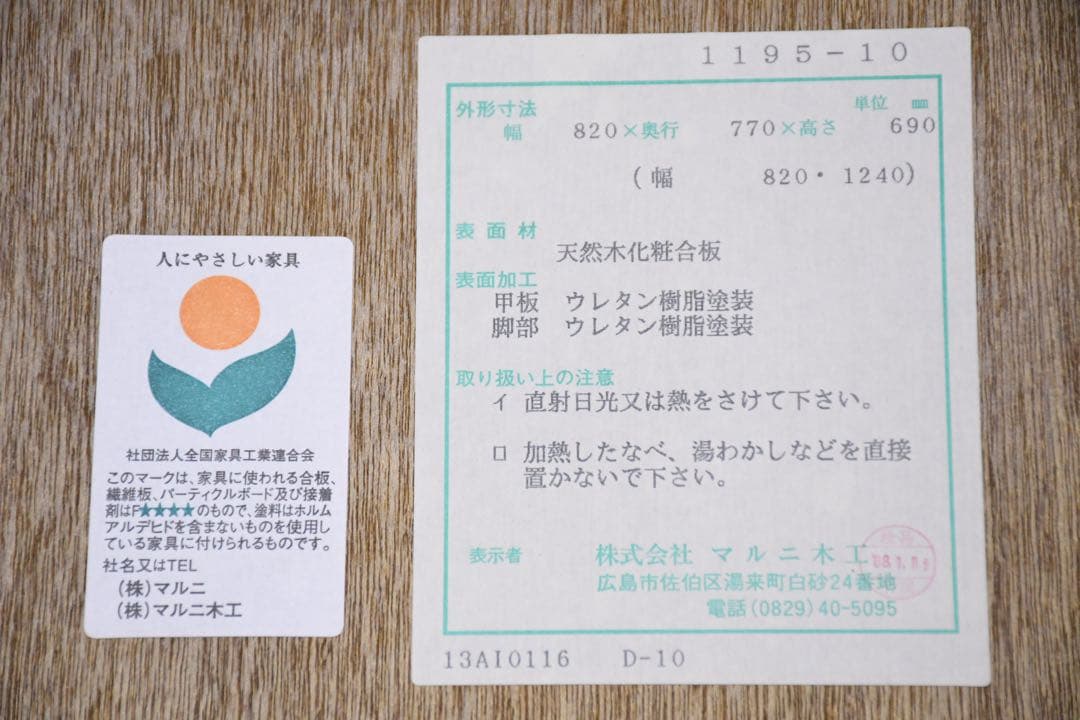 人にやさしい家具
社団法人全国家具工業連合会
このマークは、家具に使われる合板、
繊維板、パーティクルボード及び接着
剤はF★★★★のもので、塗料はホルム
アルデヒドを含まないものを使用し
ている家具に付けられるものです。
社名又はTEL
(株)マルニ
(株)マルニ木工
1195-10
外形寸法 単位 ㎜
幅 820×奥行 770×高さ 690
(幅 820・1240)
表面材
天然木化粧合板
表面加工
甲板 ウレタン樹脂塗装
脚部 ウレタン樹脂塗装
取り扱い上の注意
イ 直射日光又は熱をさけて下さい。
ロ 加熱したなべ、湯わかしなどを直接
置かないで下さい。
表示者 株式会社 マルニ木工
広島市佐伯区湯来町白砂24番地
電話(0829)40-5095
13AI0116 D-10